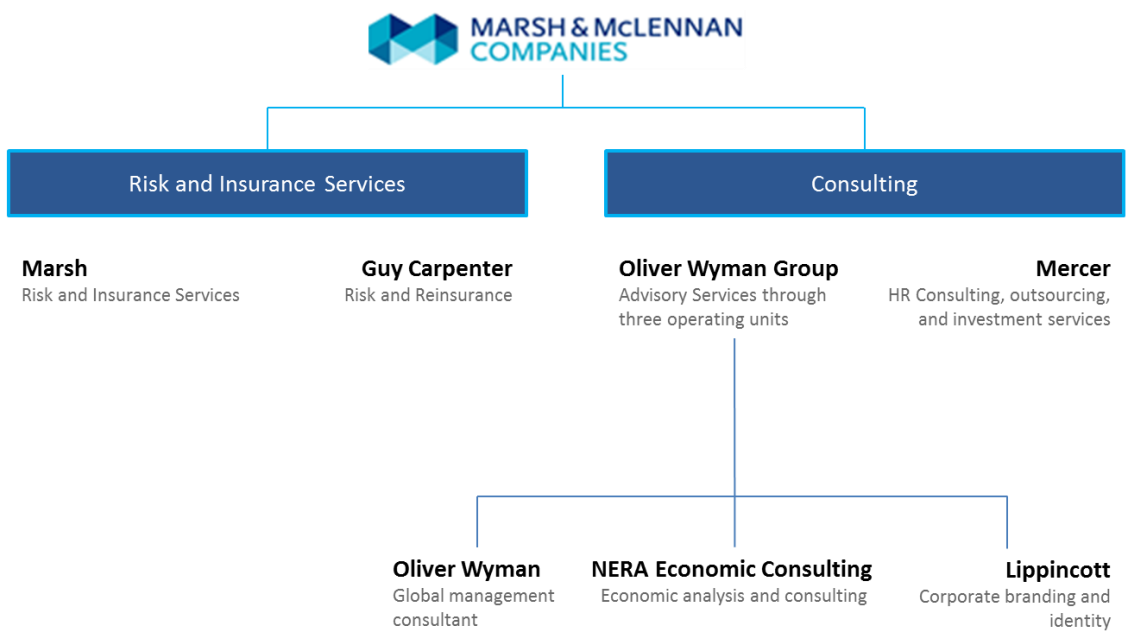 MARSH & MCLENNAN
COMPANIES
Risk and Insurance Services
Consulting
Marsh
Risk and Insurance Services
Guy Carpenter
Risk and Reinsurance
Oliver Wyman Group
Advisory Services through
three operating units
Mercer
HR Consulting, outsourcing,
and investment services
Oliver Wyman
Global management
consultant
NERA Economic Consulting
Economic analysis and consulting
Lippincott
Corporate branding and
identity